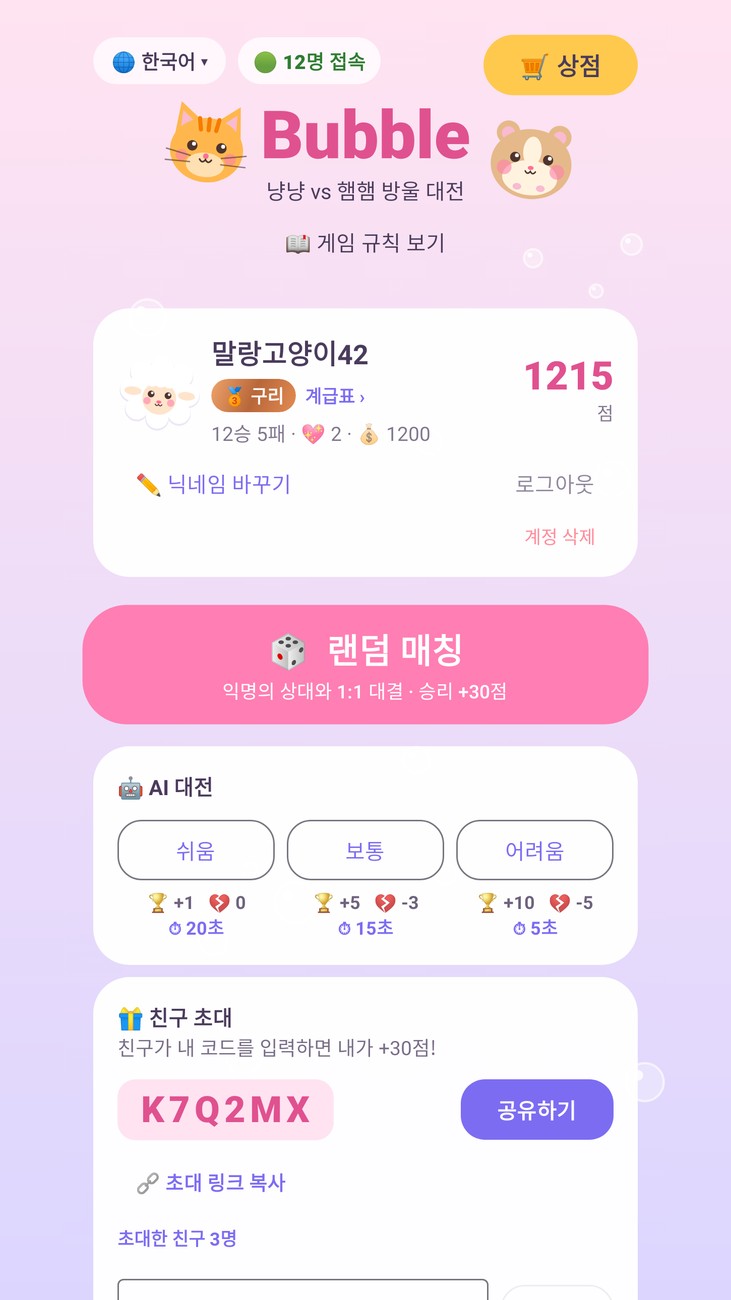 한국어 ▾
12명 접속
상점
Bubble
냥냥 vs 햄햄 방울 대전
게임 규칙 보기
말랑고양이42
구리
계급표 ›
12승 5패 · 💖 2 · 💰 1200
1215
점
닉네임 바꾸기
로그아웃
계정 삭제
랜덤 매칭
익명의 상대와 1:1 대결 · 승리 +30점
AI 대전
쉬움
보통
어려움
🏆 +1 💔 0
🏆 +5 💔 -3
🏆 +10 💔 -5
⏱ 20초
⏱ 15초
⏱ 5초
친구 초대
친구가 내 코드를 입력하면 내가 +30점!
K7Q2MX
공유하기
초대 링크 복사
초대한 친구 3명